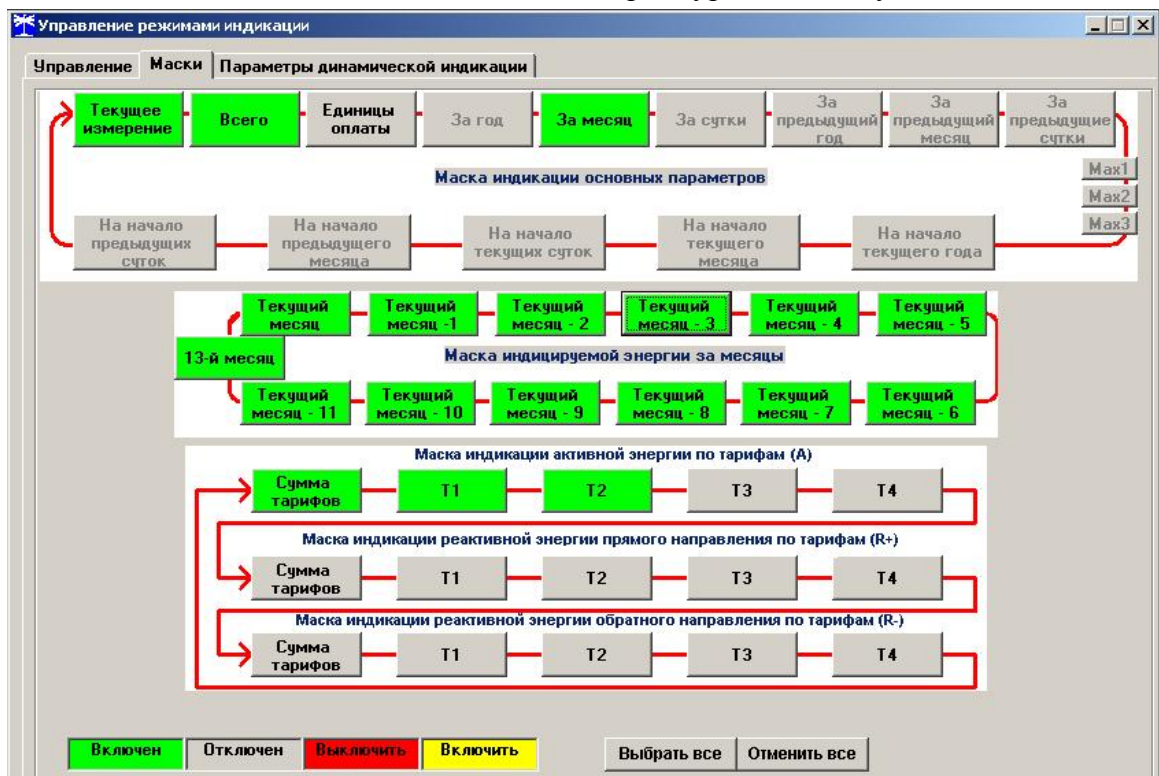 Управление режимами индикации
Управление Маски Параметры динамической индикации
Текущее измерение
Всего
Единицы оплаты
За год
За месяц
За сутки
За предыдущий год
За предыдущий месяц
За предыдущие сутки
Max1
Max2
Max3
Маска индикации основных параметров
На начало предыдущих суток
На начало предыдущего месяца
На начало текущих суток
На начало текущего месяца
На начало текущего года
Текущий месяц
Текущий месяц -1
Текущий месяц - 2
Текущий месяц - 3
Текущий месяц - 4
Текущий месяц - 5
13-й месяц
Маска индицируемой энергии за месяцы
Текущий месяц - 11
Текущий месяц - 10
Текущий месяц - 9
Текущий месяц - 8
Текущий месяц - 7
Текущий месяц - 6
Маска индикации активной энергии по тарифам (A)
Сумма тарифов T1 T2 T3 T4
Маска индикации реактивной энергии прямого направления по тарифам (R+)
Сумма тарифов T1 T2 T3 T4
Маска индикации реактивной энергии обратного направления по тарифам (R-)
Сумма тарифов T1 T2 T3 T4
Включен Отключен Выключить Включить Выбрать все Отменить все